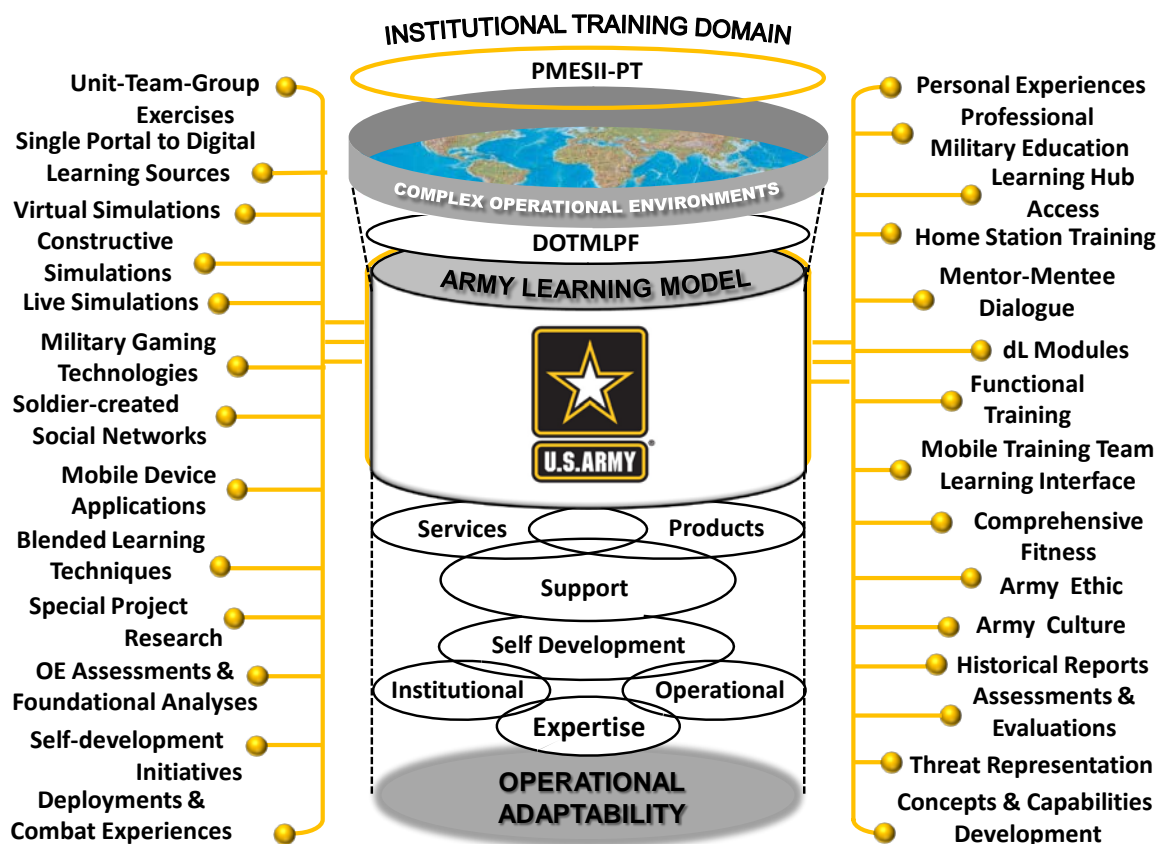 INSTITUTIONAL TRAINING DOMAIN
PMESII-PT
COMPLEX OPERATIONAL ENVIRONMENTS
DOTMLPF
ARMY LEARNING MODEL
U.S.ARMY
®
Services
Products
Support
Self Development
Institutional
Operational
Expertise
OPERATIONAL
ADAPTABILITY
Unit-Team-Group
Exercises
Single Portal to Digital
Learning Sources
Virtual Simulations
Constructive
Simulations
Live Simulations
Military Gaming
Technologies
Soldier-created
Social Networks
Mobile Device
Applications
Blended Learning
Techniques
Special Project
Research
OE Assessments &
Foundational Analyses
Self-development
Initiatives
Deployments &
Combat Experiences
Personal Experiences
Professional
Military Education
Learning Hub
Access
Home Station Training
Mentor-Mentee
Dialogue
dL Modules
Functional
Training
Mobile Training Team
Learning Interface
Comprehensive
Fitness
Army Ethic
Army Culture
Historical Reports
Assessments &
Evaluations
Threat Representation
Concepts & Capabilities
Development